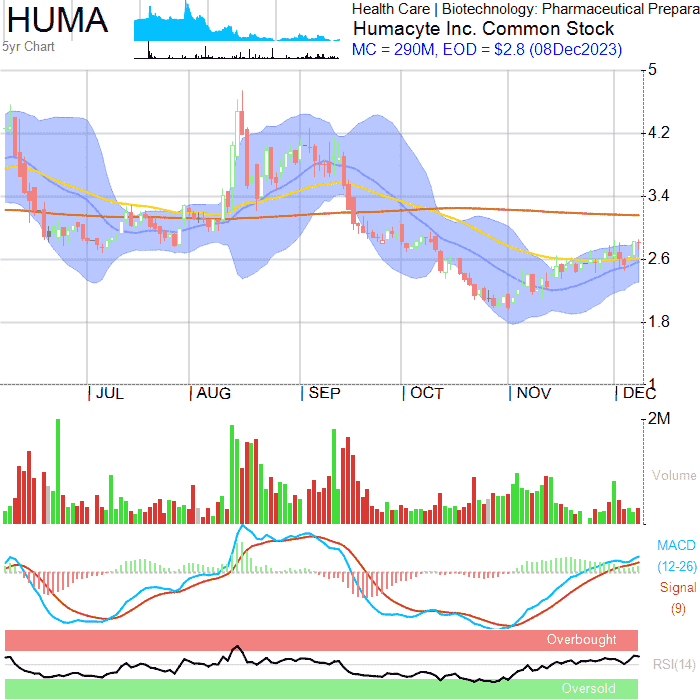 HUMA
5yr Chart
Health Care | Biotechnology: Pharmaceutical Prepara
Humacyte Inc. Common Stock
MC = 290M, EOD = $2.8 (08Dec2023)
5
4.2
3.4
2.6
1.8
1
JUL
AUG
SEP
OCT
NOV
DEC
2M
Volume
MACD
(12-26)
Signal
(9)
Overbought
RSI(14)
Oversold